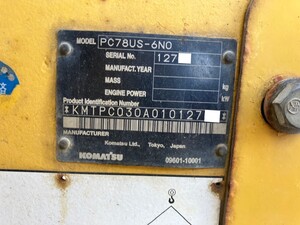 MODEL PC78US-6N0
SERIAL No. 127
MANUFACT.YEAR
MASS kg
ENGINE POWER kW
Product Identification Number
*KMTPC030A010127
MANUFACTURER
KOMATSU Komatsu Ltd. Tokyo, Japan
09601-10001